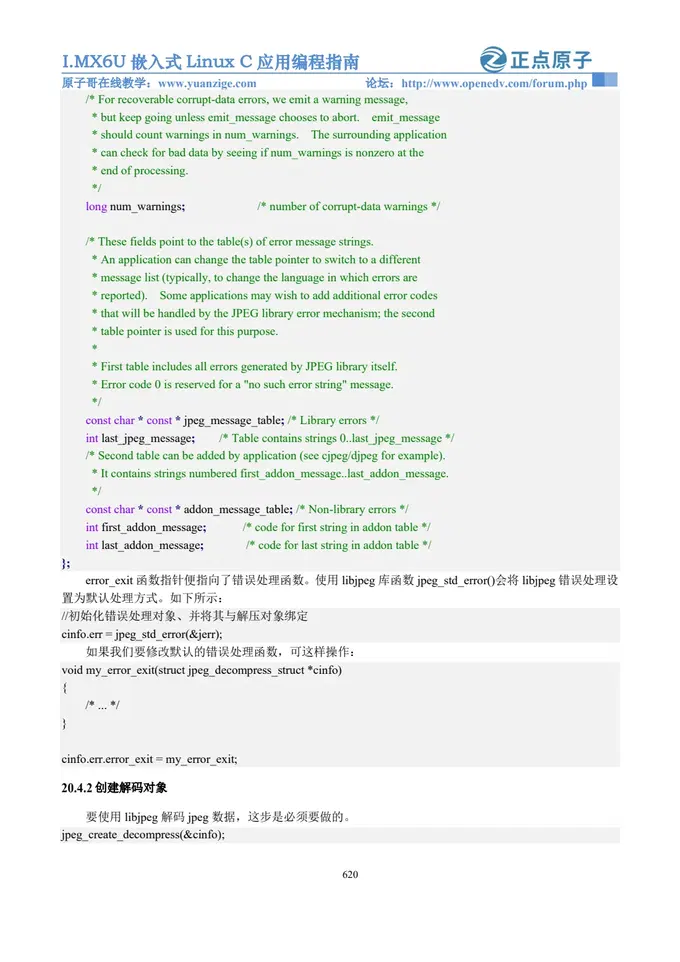 I.MX6U 嵌入式 Linux C 应用编程指南
正点原子
原子哥在线教学：www.yuanzige.com 论坛：http://www.openedv.com/forum.php
/* For recoverable corrupt-data errors, we emit a warning message,
* but keep going unless emit_message chooses to abort. emit_message
* should count warnings in num_warnings. The surrounding application
* can check for bad data by seeing if num_warnings is nonzero at the
* end of processing.
*/
long num_warnings; /* number of corrupt-data warnings */
/* These fields point to the table(s) of error message strings.
* An application can change the table pointer to switch to a different
* message list (typically, to change the language in which errors are
* reported). Some applications may wish to add additional error codes
* that will be handled by the JPEG library error mechanism; the second
* table pointer is used for this purpose.
*
* First table includes all errors generated by JPEG library itself.
* Error code 0 is reserved for a "no such error string" message.
*/
const char * const * jpeg_message_table; /* Library errors */
int last_jpeg_message; /* Table contains strings 0..last_jpeg_message */
/* Second table can be added by application (see cjpeg/djpeg for example).
* It contains strings numbered first_addon_message..last_addon_message.
*/
const char * const * addon_message_table; /* Non-library errors */
int first_addon_message; /* code for first string in addon table */
int last_addon_message; /* code for last string in addon table */
};
error_exit 函数指针便指向了错误处理函数。使用 libjpeg 库函数 jpeg_std_error()会将 libjpeg 错误处理设
置为默认处理方式。如下所示：
//初始化错误处理对象、并将其与解压对象绑定
cinfo.err = jpeg_std_error(&jerr);
如果我们要修改默认的错误处理函数，可这样操作：
void my_error_exit(struct jpeg_decompress_struct *cinfo)
{
/* ... */
}
cinfo.err.error_exit = my_error_exit;
20.4.2 创建解码对象
要使用 libjpeg 解码 jpeg 数据，这步是必须要做的。
jpeg_create_decompress(&cinfo);
620